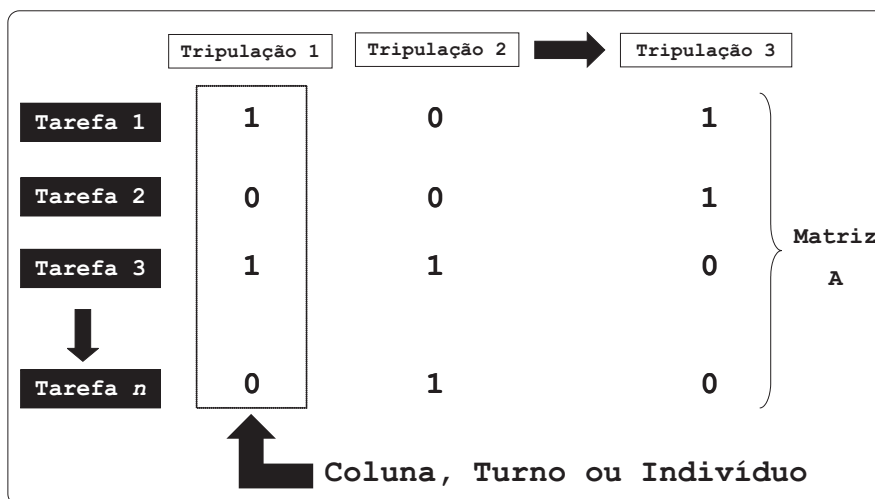 Tripulação 1 Tripulação 2 Tripulação 3
Tarefa 1 1 0 1
Tarefa 2 0 0 1
Tarefa 3 1 1 0
Matriz
A
Tarefa n 0 1 0
Coluna, Turno ou Indivíduo